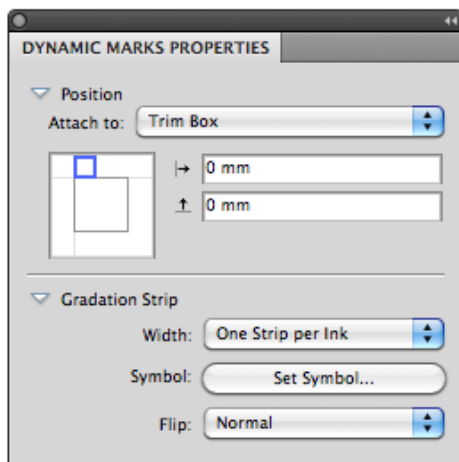 DYNAMIC MARKS PROPERTIES
Position
Attach to: Trim Box
0 mm
0 mm
Gradation Strip
Width: One Strip per Ink
Symbol: Set Symbol...
Flip: Normal